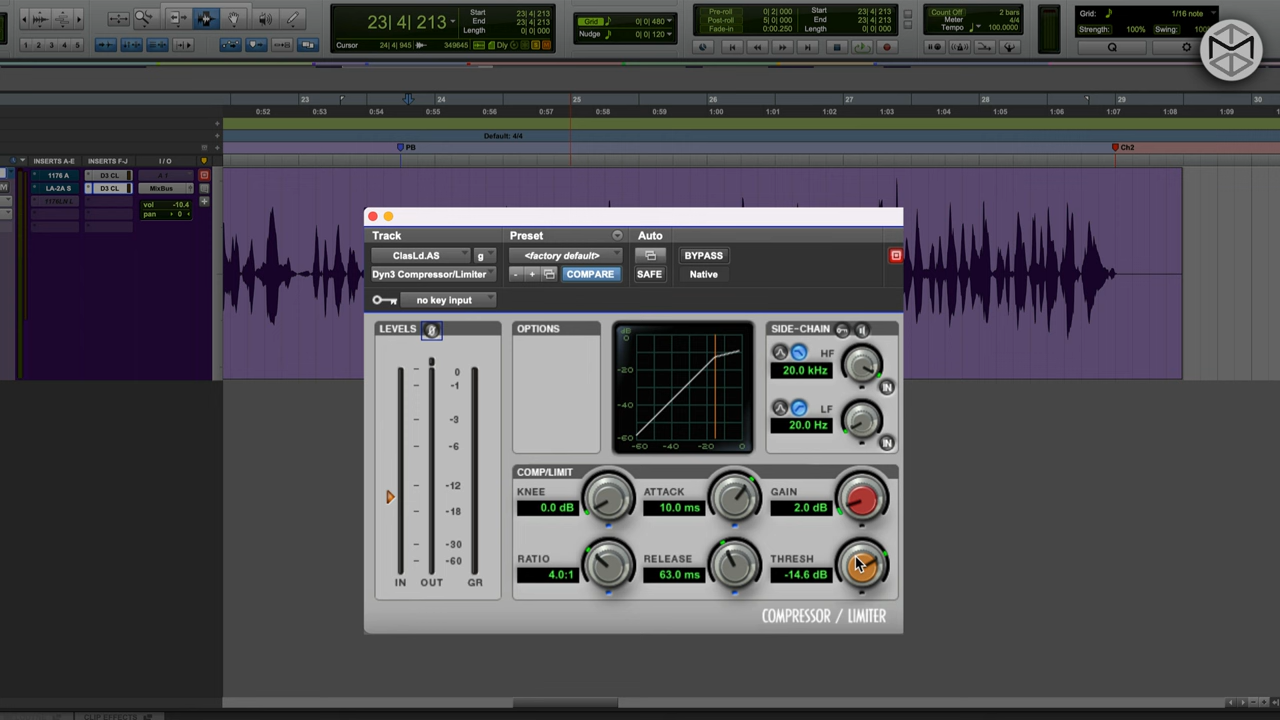 23| 4| 213
Start 23| 4| 213
End 23| 4| 213
Length 0| 0| 000
Cursor 24| 4| 945 349645 Dly
Grid 0| 0| 480
Nudge 0| 0| 120
Pre-roll 0| 2| 000
Post-roll 5| 0| 000
Fade-in 0:00.250
Start 23| 4| 213
End 23| 4| 213
Length 0| 0| 000
Count Off 2 bars
Meter 4/4
Tempo 100.0000
Grid: 1/16 note
Strength: 100% Swing: 100%
Q
1 2 3 4 5
23 24 25 26 27 28 29 30
0:52 0:53 0:55 0:56 0:57 0:58 0:59 1:01 1:02 1:03 1:05 1:06 1:07 1:09
Default: 4/4
PB
Ch2
INSERTS A-E INSERTS F-J I / O
1176 A D3 CL A 1
LA-2A S D3 CL MixBus
1176LN L
vol -10.4
pan 0
M
Track Preset Auto
ClasLd.AS g <factory default> BYPASS
Dyn3 Compressor/Limiter - + COMPARE SAFE Native
no key input
LEVELS
0
-1
-3
-6
-12
-18
-30
-60
IN OUT GR
OPTIONS
dB
0
-20
-40
-60
-60 -40 -20 0
SIDE-CHAIN
HF
20.0 kHz
IN
LF
20.0 Hz
IN
COMP/LIMIT
KNEE 0.0 dB
ATTACK 10.0 ms
GAIN 2.0 dB
RATIO 4.0:1
RELEASE 63.0 ms
THRESH -14.6 dB
COMPRESSOR / LIMITER
CLIP EFFECTS